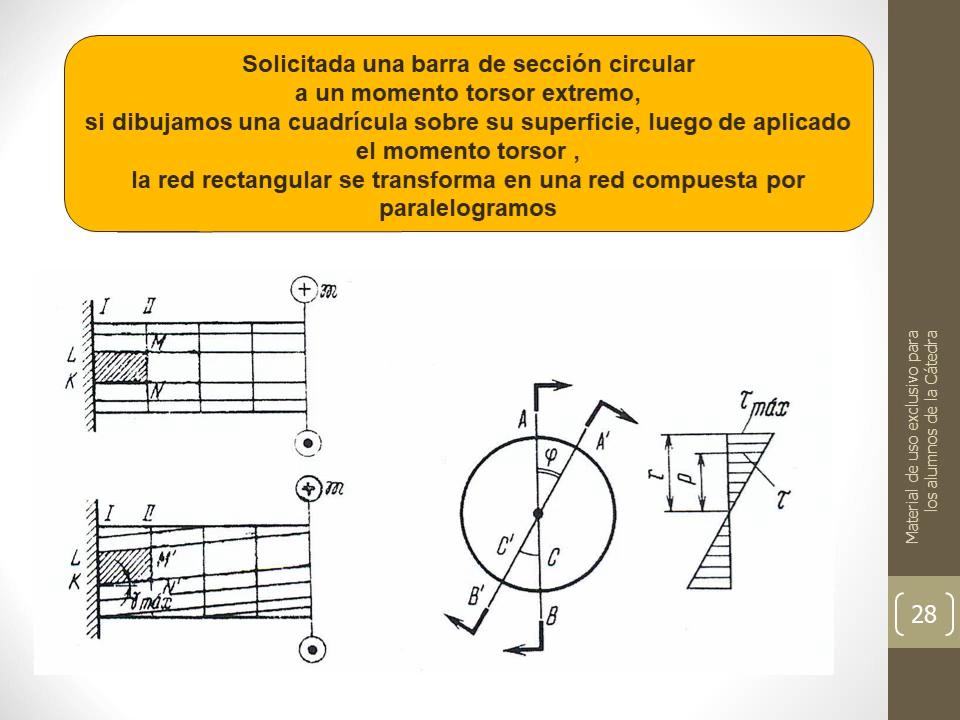 Solicitada una barra de sección circular
a un momento torsor extremo,
si dibujamos una cuadrícula sobre su superficie, luego de aplicado
el momento torsor ,
la red rectangular se transforma en una red compuesta por
paralelogramos
I II
+ m
L M
K N
I II
m
L M'
K N'
γ máx
A A'
φ
C' C
B' B
τ máx
r ρ
τ
Material de uso exclusivo para
los alumnos de la Cátedra
28